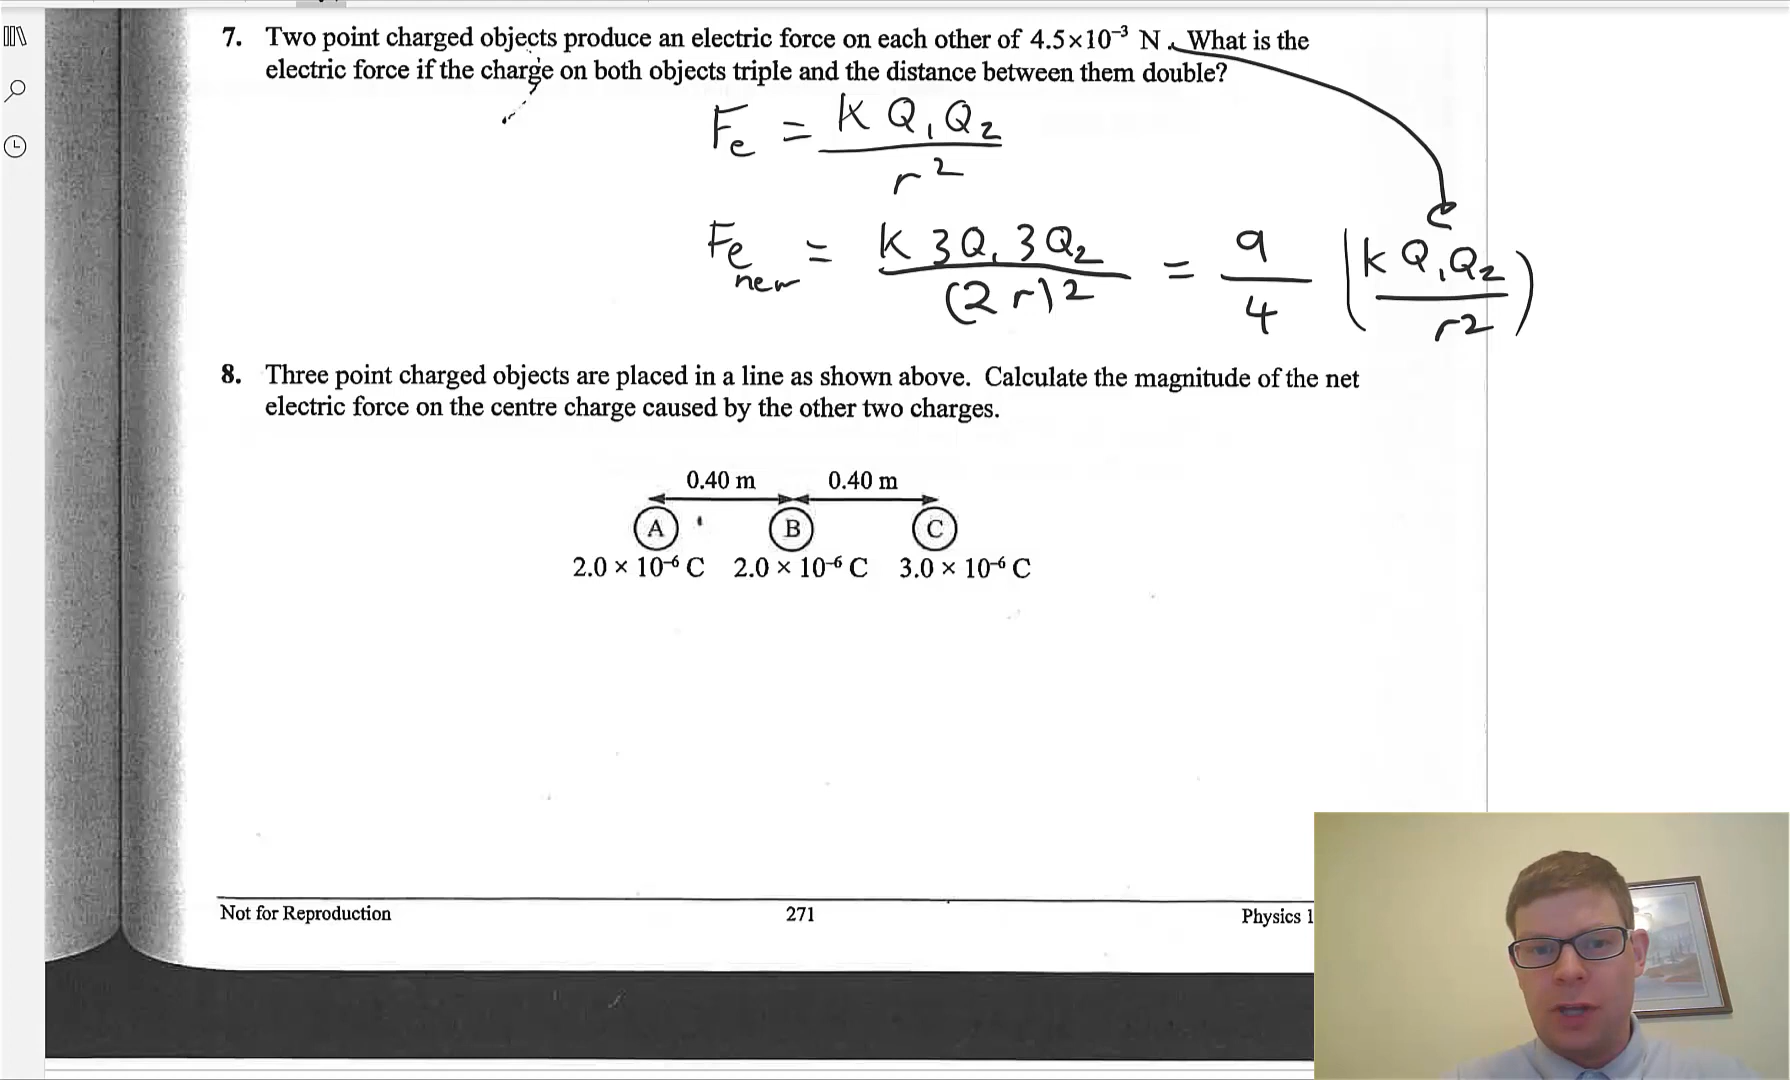 7. Two point charged objects produce an electric force on each other of 4.5×10⁻³ N. What is the
electric force if the charge on both objects triple and the distance between them double?
Fe = K Q₁ Q₂ / r²
Fe new = K 3Q₁ 3Q₂ / (2r)² = 9/4 (k Q₁Q₂ / r²)
8. Three point charged objects are placed in a line as shown above. Calculate the magnitude of the net
electric force on the centre charge caused by the other two charges.
0.40 m 0.40 m
A B C
2.0 × 10⁻⁶ C 2.0 × 10⁻⁶ C 3.0 × 10⁻⁶ C
Not for Reproduction 271 Physics 1